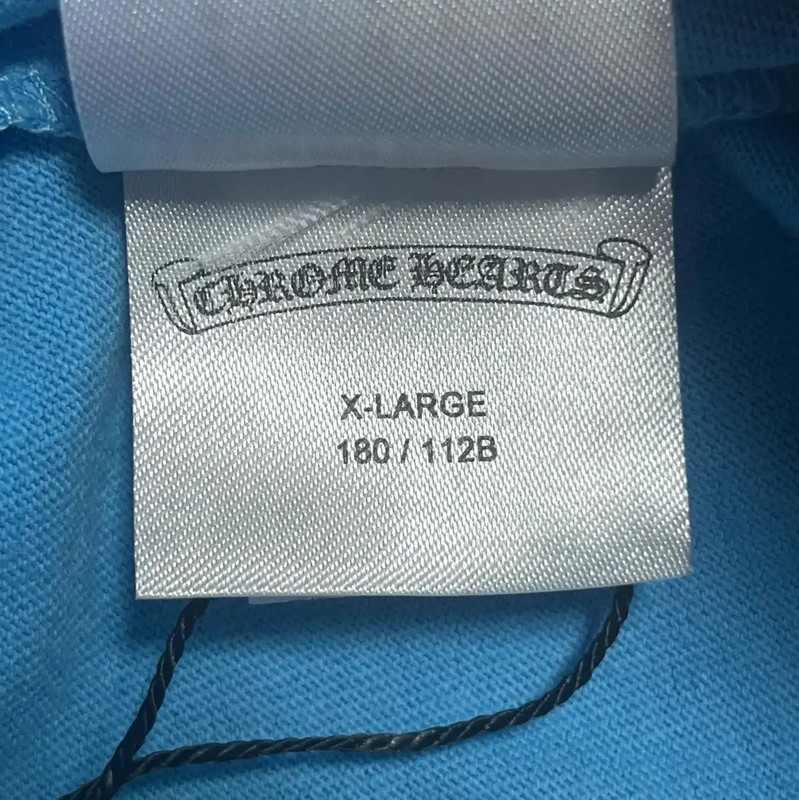 CHROME HEARTS
X-LARGE
180 / 112B